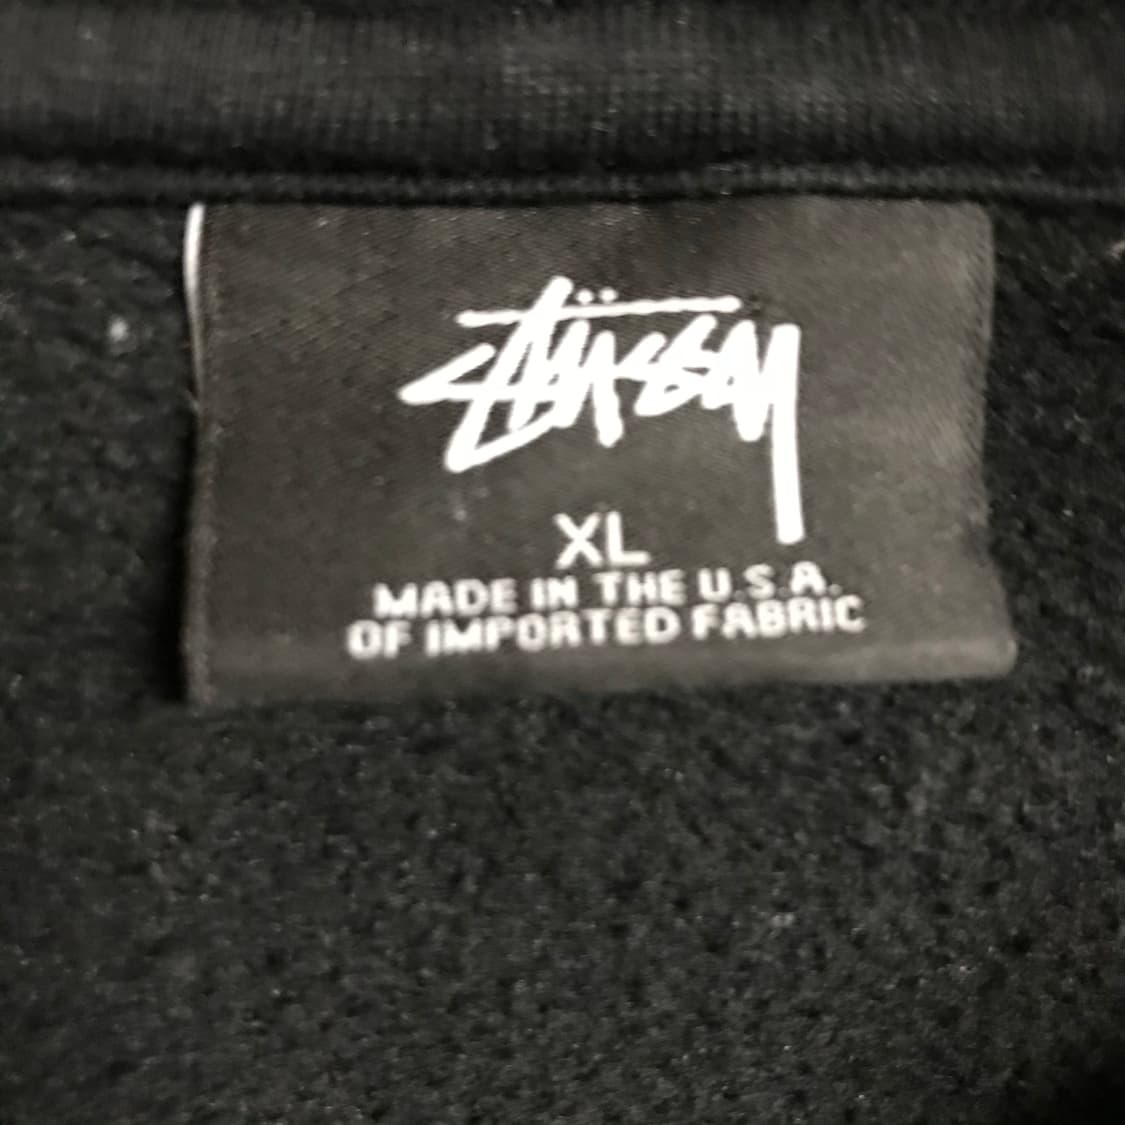 Stüssy
XL
MADE IN THE U.S.A.
OF IMPORTED FABRIC